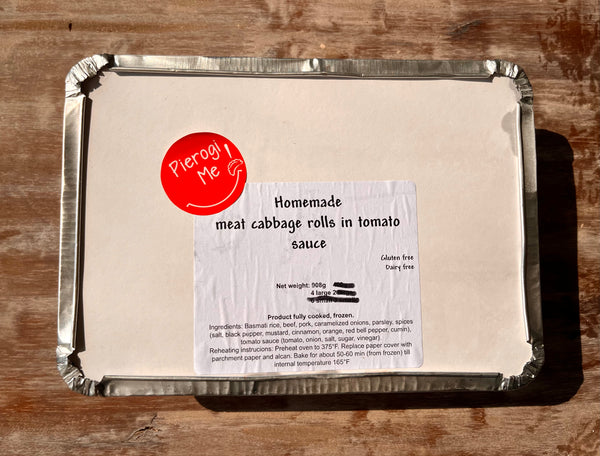 Pierogi
Me!
Homemade
meat cabbage rolls in tomato
sauce
Gluten free
Dairy free
Net weight: 908g
4 large
Product fully cooked, frozen.
Ingredients: Basmati rice, beef, pork, caramelized onions, parsley, spices
(salt, black pepper, mustard, cinnamon, orange, red bell pepper, cumin),
tomato sauce (tomato, onion, salt, sugar, vinegar).
Reheating instrucions: Preheat oven to 375°F. Replace paper cover with
parchment paper and alcan. Bake for about 50-60 min (from frozen) till
internal temperature 165°F